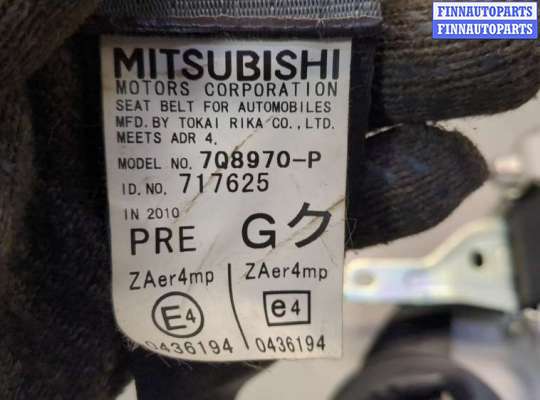 FINNAUTOPARTS
FINNAUTOPARTS
MITSUBISHI
MOTORS CORPORATION
SEAT BELT FOR AUTOMOBILES
MFD. BY TOKAI RIKA CO., LTD.
MEETS ADR 4.
MODEL NO. 7Q8970-P
ID. NO. 717625
IN 2010
PRE Gク
ZAer4mp ZAer4mp
E4 e4
0436194 0436194